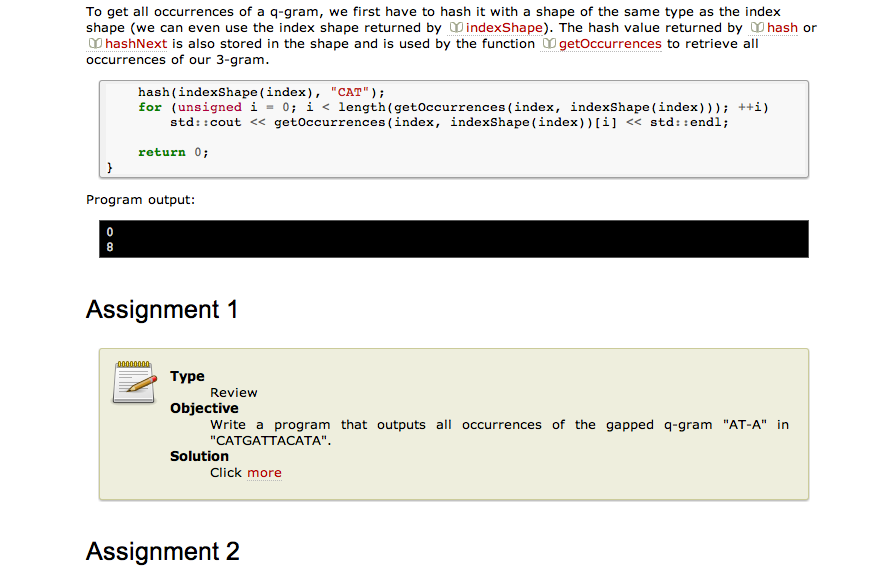 To get all occurrences of a q-gram, we first have to hash it with a shape of the same type as the index
shape (we can even use the index shape returned by indexShape). The hash value returned by hash or
hashNext is also stored in the shape and is used by the function getOccurrences to retrieve all
occurrences of our 3-gram.
hash(indexShape(index), "CAT");
for (unsigned i = 0; i < length(getOccurrences(index, indexShape(index))); ++i)
std::cout << getOccurrences(index, indexShape(index))[i] << std::endl;
return 0;
}
Program output:
0
8
Assignment 1
Type
Review
Objective
Write a program that outputs all occurrences of the gapped q-gram "AT-A" in
"CATGATTACATA".
Solution
Click more
Assignment 2